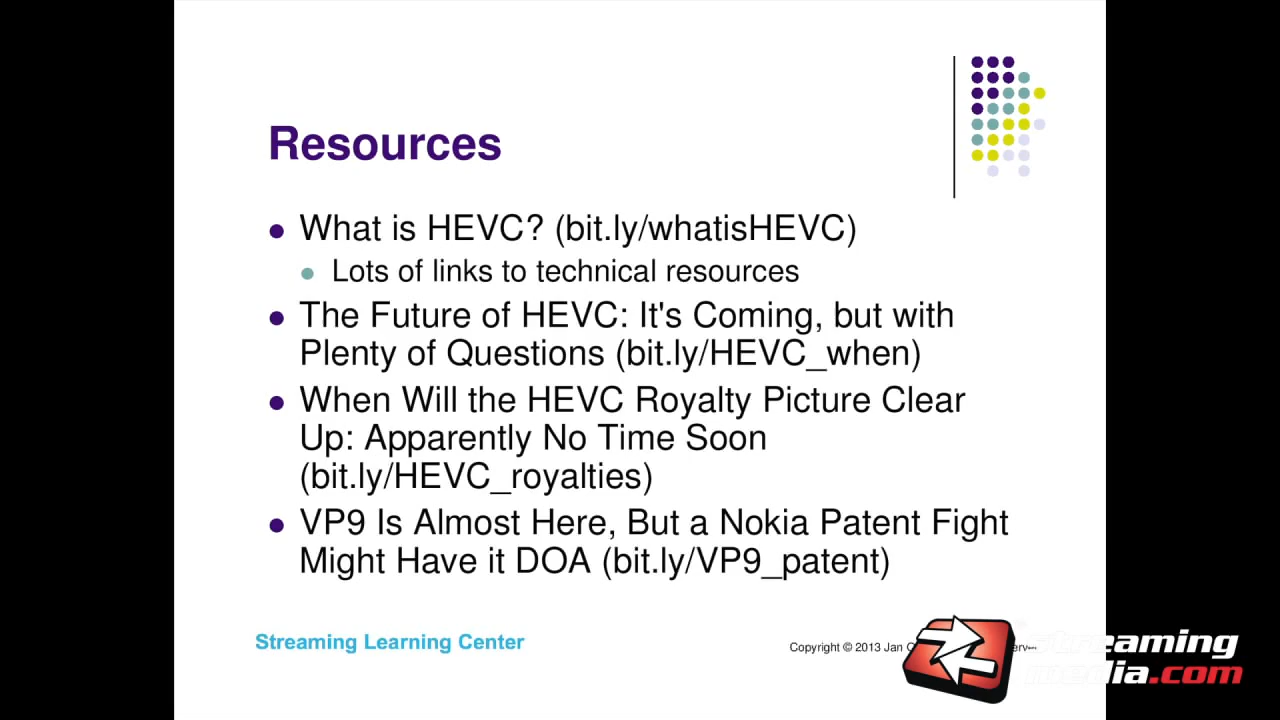 Resources
What is HEVC? (bit.ly/whatisHEVC)
Lots of links to technical resources
The Future of HEVC: It's Coming, but with
Plenty of Questions (bit.ly/HEVC_when)
When Will the HEVC Royalty Picture Clear
Up: Apparently No Time Soon
(bit.ly/HEVC_royalties)
VP9 Is Almost Here, But a Nokia Patent Fight
Might Have it DOA (bit.ly/VP9_patent)
Streaming Learning Center
Copyright © 2013 Jan
streaming
media.com